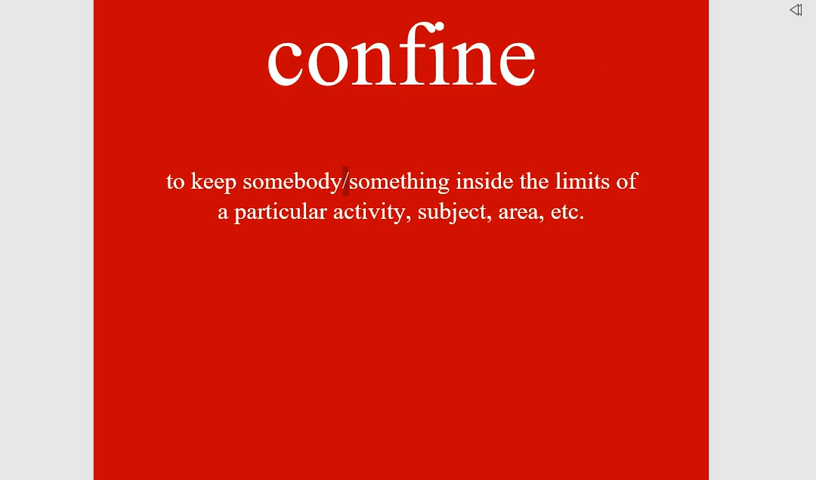 confine
to keep somebody/something inside the limits of
a particular activity, subject, area, etc.